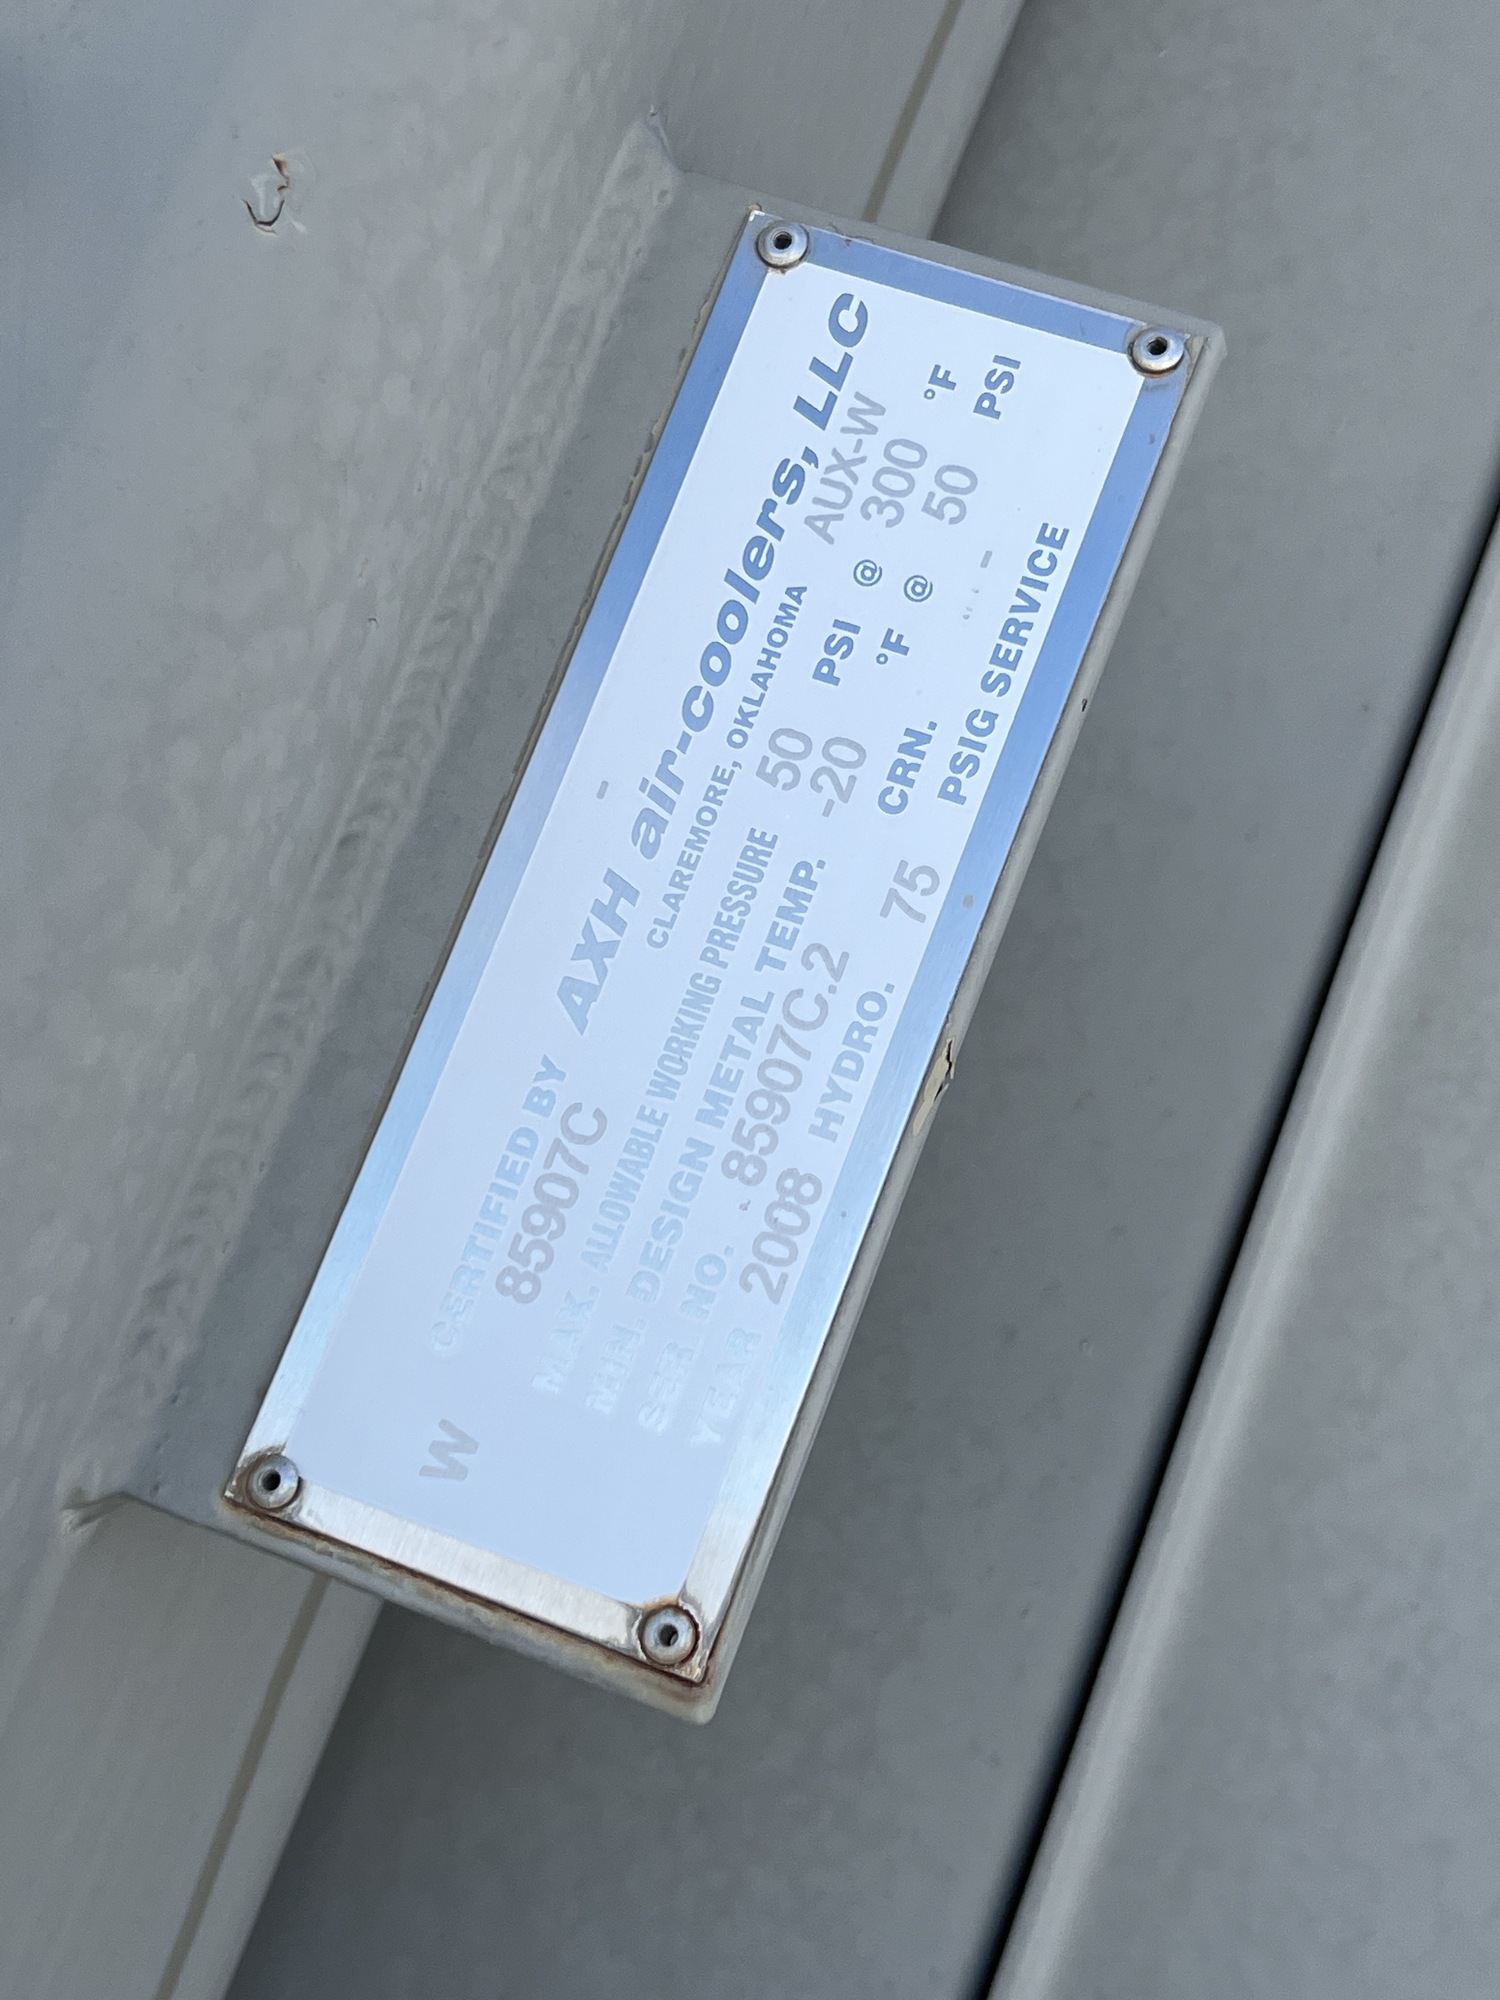 -
CERTIFIED BY AXH air-coolers, LLC
CLAREMORE, OKLAHOMA
W 85907C AUX-W
MAX. ALLOWABLE WORKING PRESSURE 50 PSI @ 300 °F
MIN. DESIGN METAL TEMP. -20 °F @ 50 PSI
SER. NO. 85907C.2 CRN. -
YEAR 2008 HYDRO. 75 PSIG SERVICE